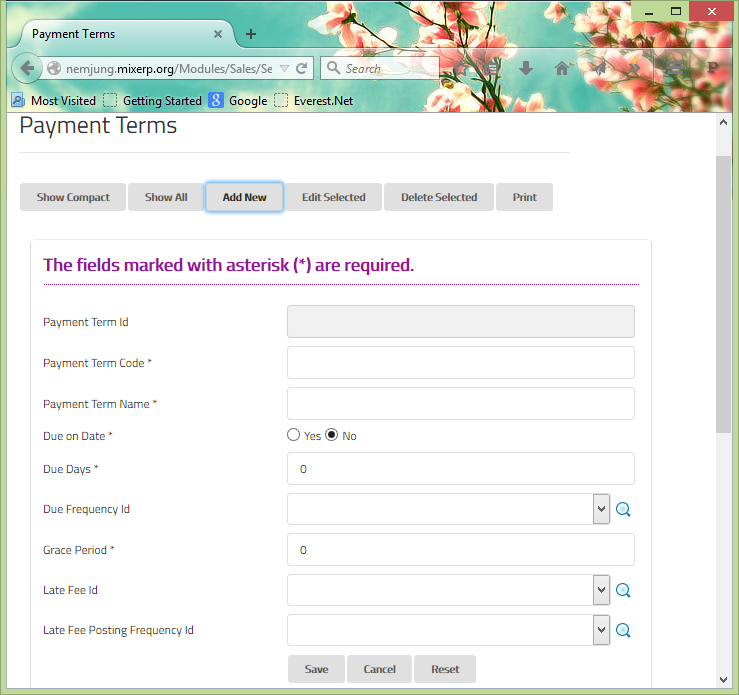 Payment Terms
nemjung.mixerp.org/Modules/Sales/Se
Search
Most Visited Getting Started Google Everest.Net
Payment Terms
Show Compact Show All Add New Edit Selected Delete Selected Print
The fields marked with asterisk (*) are required.
Payment Term Id
Payment Term Code *
Payment Term Name *
Due on Date * Yes No
Due Days * 0
Due Frequency Id
Grace Period * 0
Late Fee Id
Late Fee Posting Frequency Id
Save Cancel Reset